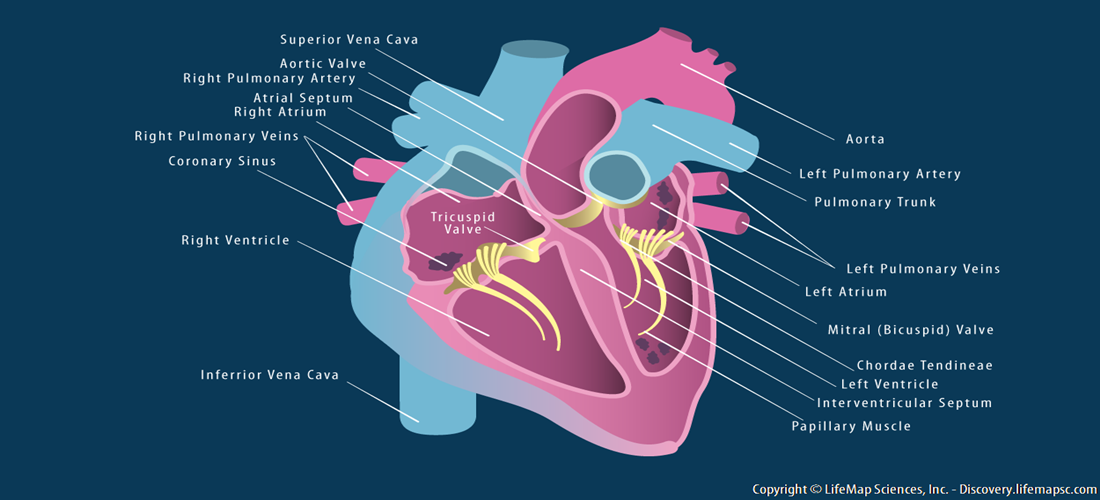 Superior Vena Cava
Aortic Valve
Right Pulmonary Artery
Atrial Septum
Right Atrium
Right Pulmonary Veins
Coronary Sinus
Right Ventricle
Inferrior Vena Cava
Tricuspid
Valve
Aorta
Left Pulmonary Artery
Pulmonary Trunk
Left Pulmonary Veins
Left Atrium
Mitral (Bicuspid) Valve
Chordae Tendineae
Left Ventricle
Interventricular Septum
Papillary Muscle
Copyright © LifeMap Sciences, Inc. - Discovery.lifemapsc.com